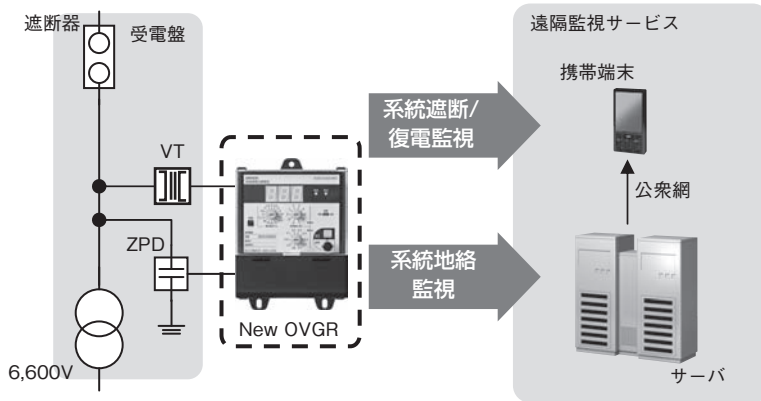 遮断器
受電盤
VT
ZPD
6,600V
New OVGR
系統遮断/
復電監視
系統地絡
監視
遠隔監視サービス
携帯端末
公衆網
サーバ